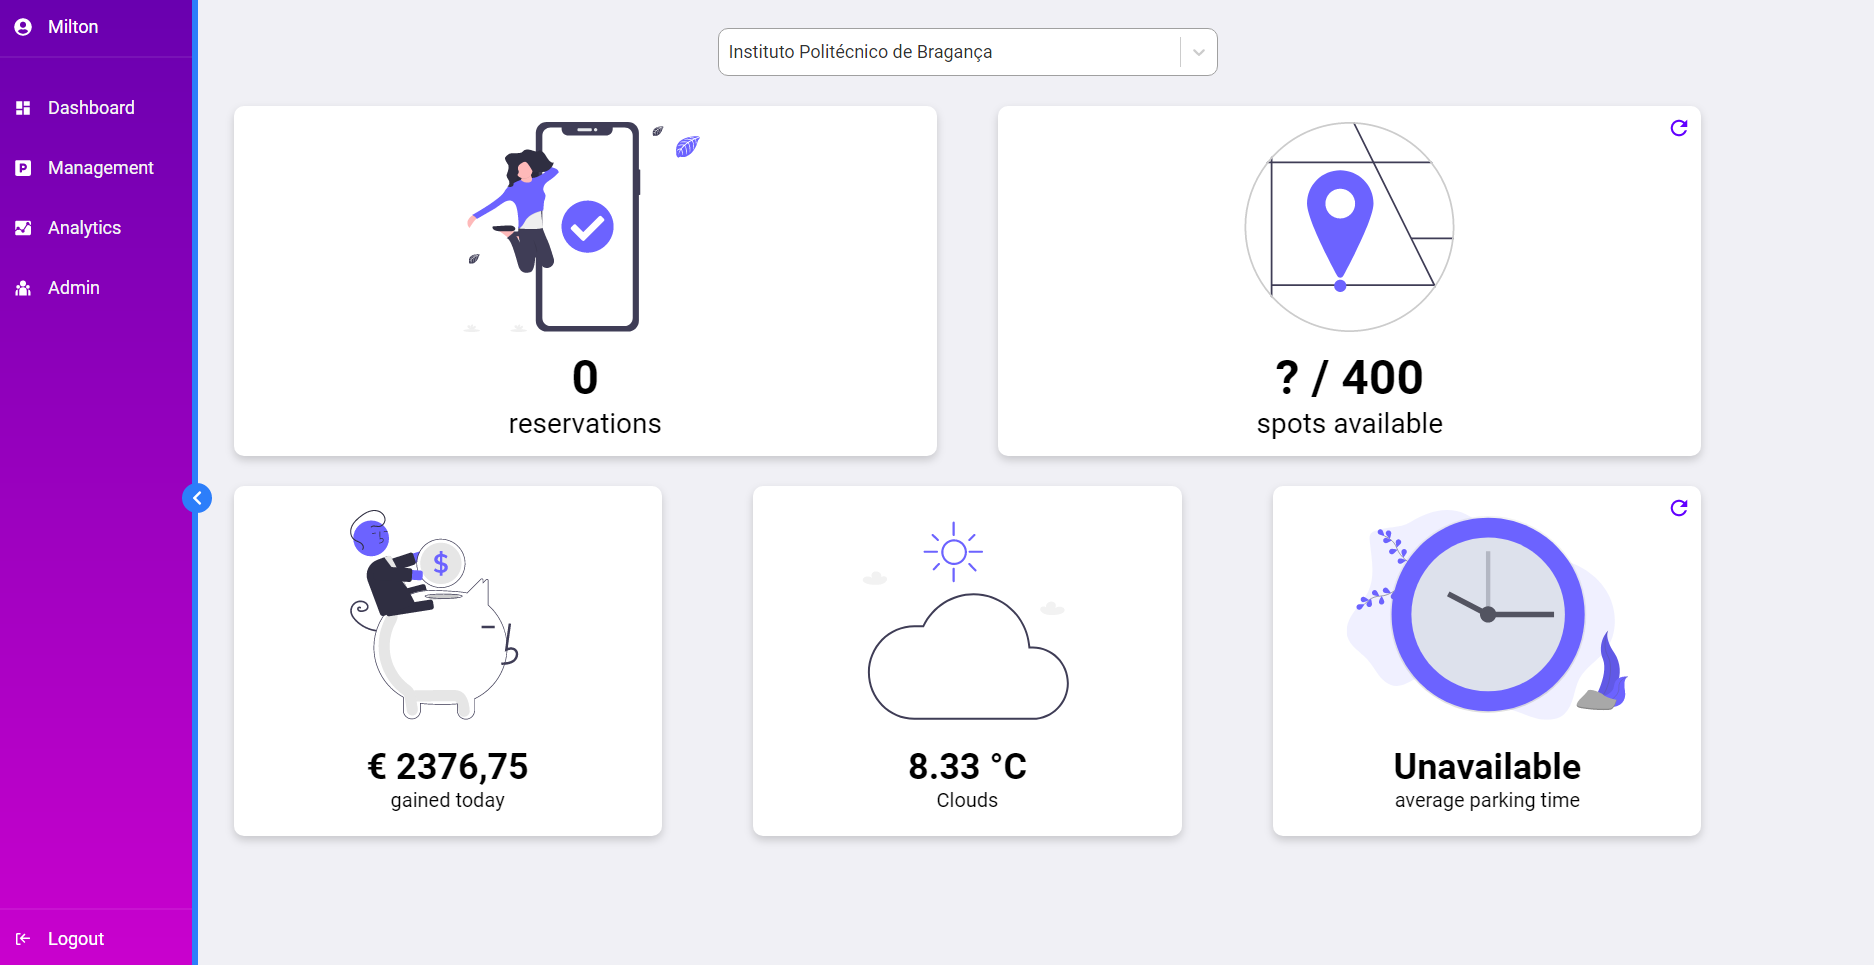 Milton
Dashboard
Management
Analytics
Admin
Logout
Instituto Politécnico de Bragança
0
reservations
? / 400
spots available
$
€ 2376,75
gained today
8.33 °C
Clouds
Unavailable
average parking time